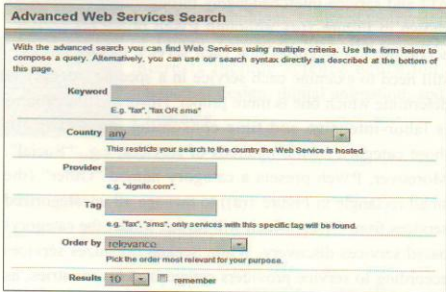 Advanced Web Services Search
With the advanced search you can find Web Services using multiple criteria. Use the form below to
compose a query. Alternatively, you can use our search syntax directly as described at the bottom of
this page.
Keyword
E.g. "fax", "fax OR sms"
Country any
This restricts your search to the country the Web Service is hosted.
Provider
e.g. "xignite.com".
Tag
e.g. "fax", "sms", only services with this specific tag will be found.
Order by relevance
Pick the order most relevant for your purpose.
Results 10 remember